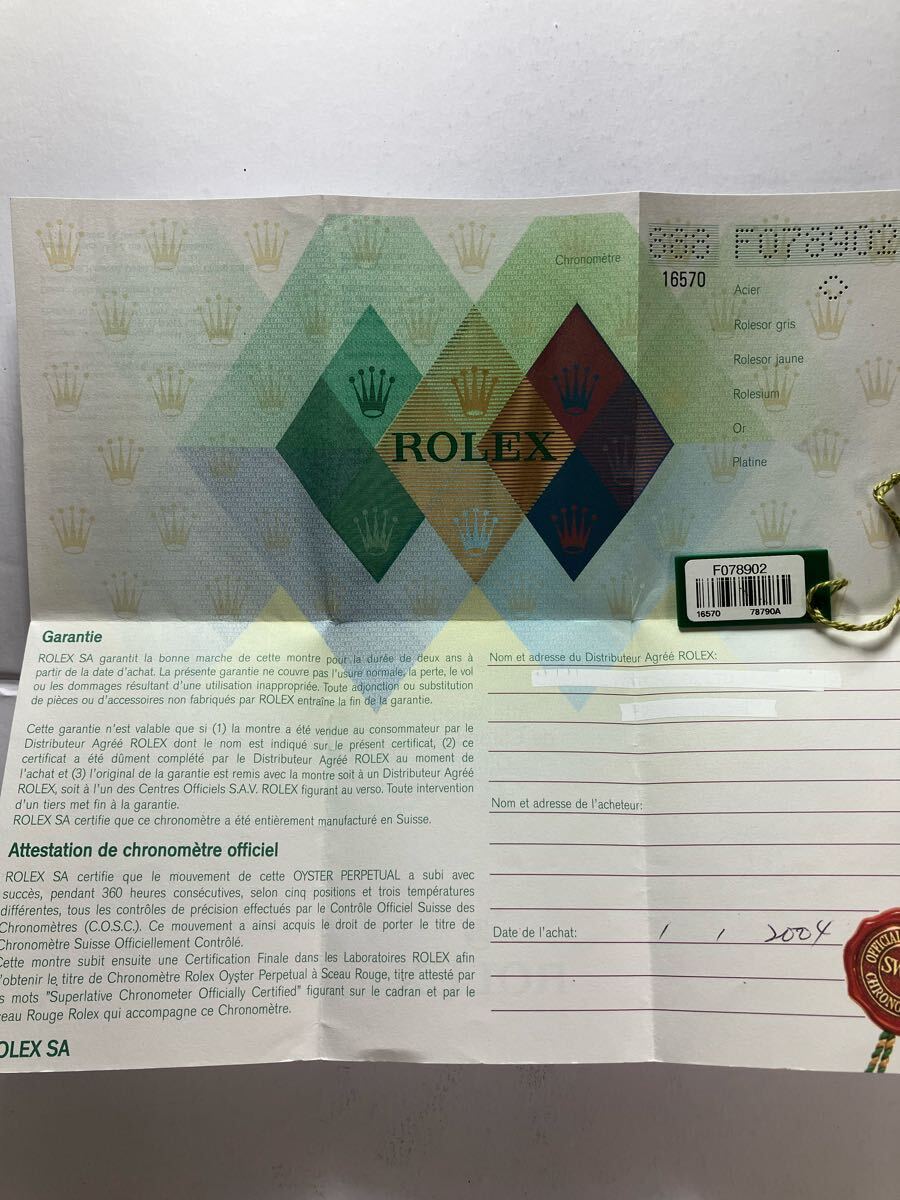 Chronomètre
888 F078902
16570
Acier
Rolesor gris
Rolesor jaune
Rolesium
Or
Platine
ROLEX
F078902
16570 78790A
Garantie
ROLEX SA garantit la bonne marche de cette montre pour la durée de deux ans à
partir de la date d'achat. La présente garantie ne couvre pas l'usure normale, la perte, le vol
ou les dommages résultant d'une utilisation inappropriée. Toute adjonction ou substitution
de pièces ou d'accessoires non fabriqués par ROLEX entraîne la fin de la garantie.
Cette garantie n'est valable que si (1) la montre a été vendue au consommateur par le
Distributeur Agréé ROLEX dont le nom est indiqué sur le présent certificat, (2) ce
certificat a été dûment complété par le Distributeur Agréé ROLEX au moment de
l'achat et (3) l'original de la garantie est remis avec la montre soit à un Distributeur Agréé
ROLEX, soit à l'un des Centres Officiels S.A.V. ROLEX figurant au verso. Toute intervention
d'un tiers met fin à la garantie.
ROLEX SA certifie que ce chronomètre a été entièrement manufacturé en Suisse.
Attestation de chronomètre officiel
ROLEX SA certifie que le mouvement de cette OYSTER PERPETUAL a subi avec
succès, pendant 360 heures consécutives, selon cinq positions et trois températures
différentes, tous les contrôles de précision effectués par le Contrôle Officiel Suisse des
Chronomètres (C.O.S.C.). Ce mouvement a ainsi acquis le droit de porter le titre de
Chronomètre Suisse Officiellement Contrôlé.
Cette montre subit ensuite une Certification Finale dans les Laboratoires ROLEX afin
d'obtenir le titre de Chronomètre Rolex Oyster Perpetual à Sceau Rouge, titre attesté par
s mots "Superlative Chronometer Officially Certified" figurant sur le cadran et par le
ceau Rouge Rolex qui accompagne ce Chronomètre.
OLEX SA
Nom et adresse du Distributeur Agréé ROLEX:
Nom et adresse de l'acheteur:
Date de l'achat: 1 1 2004
OFFICIAL
SW
CHRONO